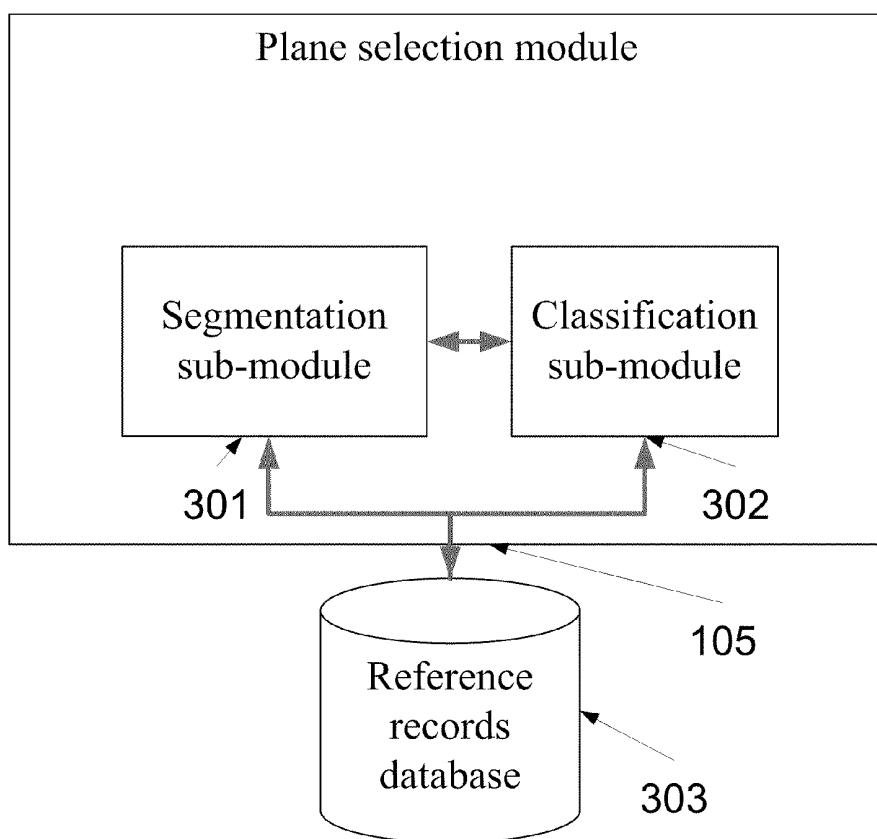 Plane selection module
Segmentation
sub-module
Classification
sub-module
301
302
105
Reference
records
database
303